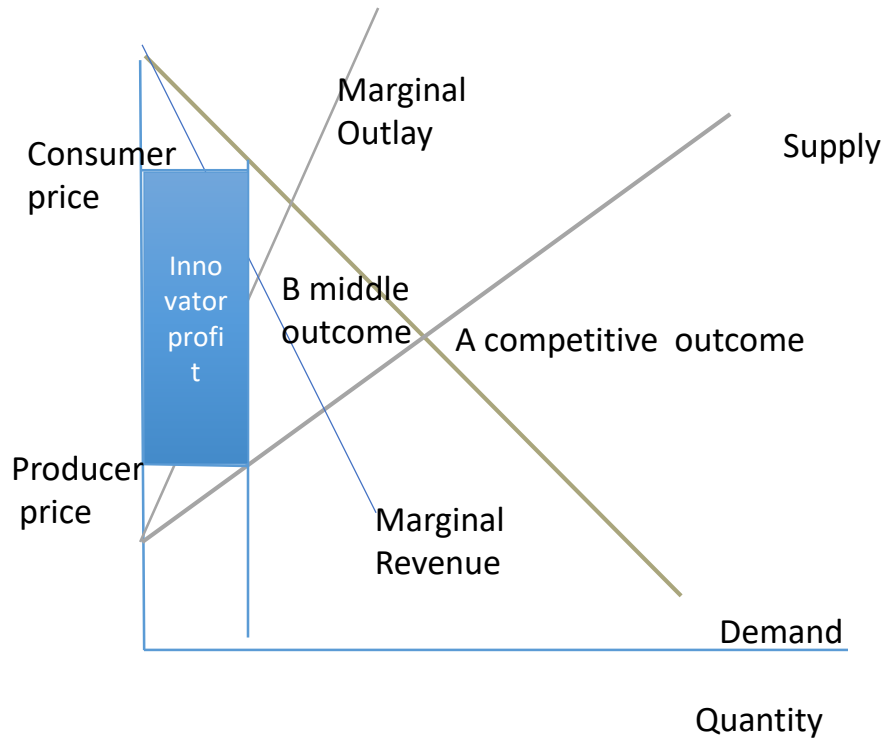 Marginal
Outlay
Supply
Consumer
price
Inno
vator
profi
t
B middle
outcome
A competitive outcome
Producer
price
Marginal
Revenue
Demand
Quantity